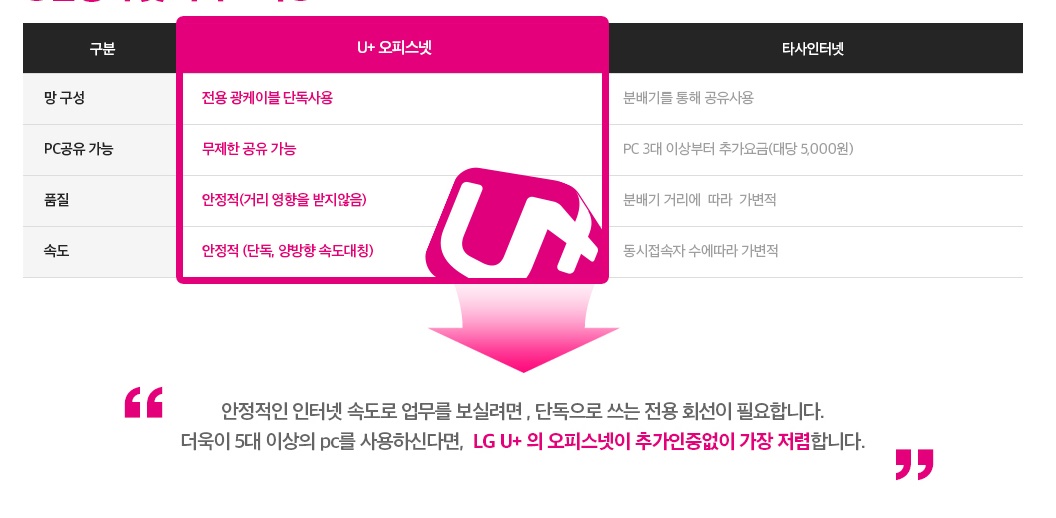 구분 U+ 오피스넷 타사인터넷
망 구성 전용 광케이블 단독사용 분배기를 통해 공유사용
PC공유 가능 무제한 공유 가능 PC 3대 이상부터 추가요금(대당 5,000원)
품질 안정적(거리 영향을 받지않음) 분배기 거리에 따라 가변적
속도 안정적 (단독, 양방향 속도대칭) 동시접속자 수에따라 가변적
U+
“ 안정적인 인터넷 속도로 업무를 보실려면 , 단독으로 쓰는 전용 회선이 필요합니다.
더욱이 5대 이상의 pc를 사용하신다면, LG U+ 의 오피스넷이 추가인증없이 가장 저렴합니다. ”